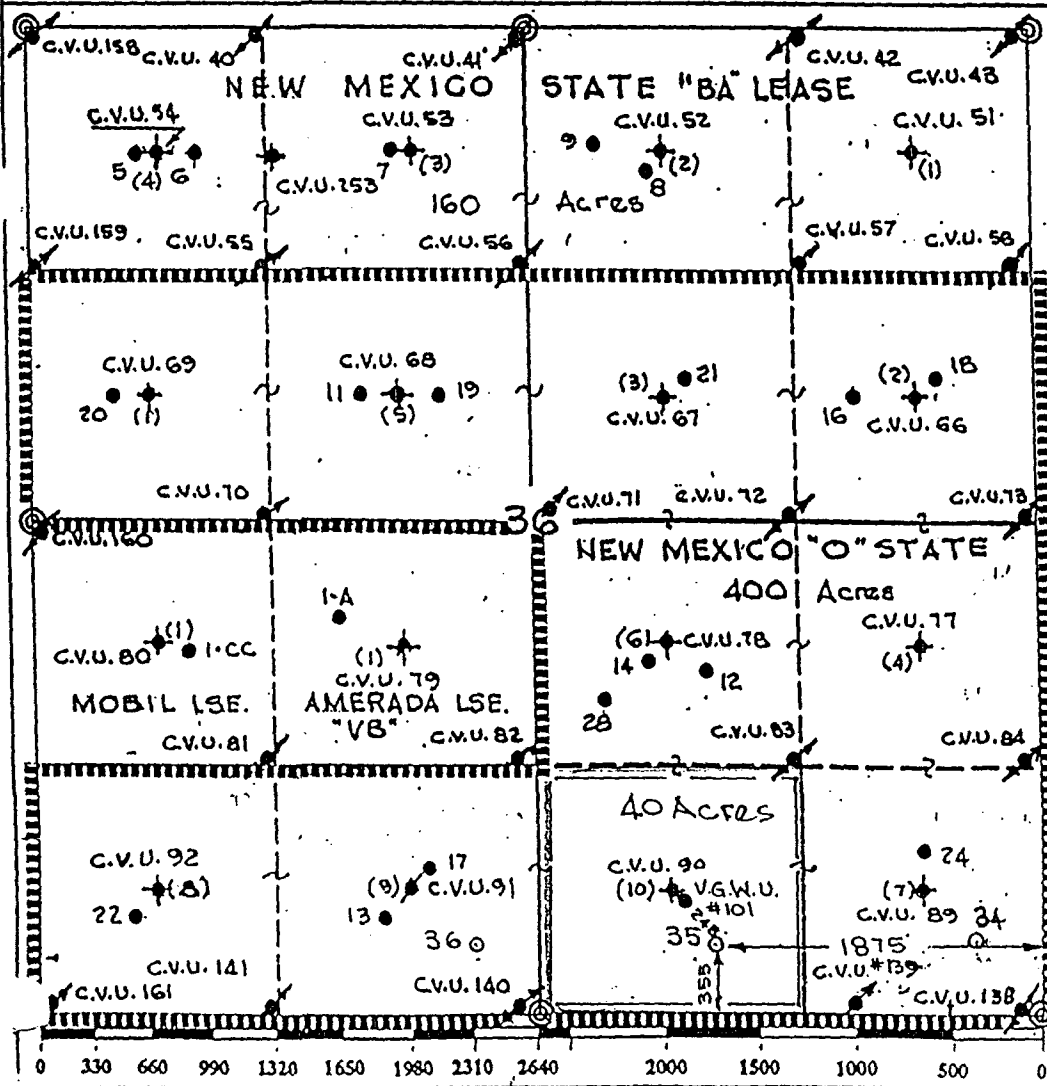 C.V.U.158 C.V.U. 40 C.V.U. 41 C.V.U. 42 C.V.U. 43
NEW MEXICO STATE "BA" LEASE
C.V.U.54 C.V.U.53 C.V.U.52 C.V.U. 51
5 (4) 6 7 (3) 9 8 (2) (1)
C.V.U.253
160 Acres
C.V.U.159 C.V.U.55 C.V.U.56 C.V.U.57 C.V.U.58
C.V.U.69 C.V.U.68 (3) 21 (2) 18
20 (1) 11 (5) 19 C.V.U.67 16 C.V.U.66
C.V.U.70 C.V.U.71 C.V.U.72 C.V.U.73
36
C.V.U.160
NEW MEXICO "O" STATE
400 Acres
1-A C.V.U.77
(1) (1) (6) C.V.U.78 (4)
C.V.U.80 1-CC C.V.U.79 14 12
28
MOBIL LSE. AMERADA LSE.
"VB"
C.V.U.81 C.V.U.82 C.V.U.83 C.V.U.84
40 Acres
C.V.U.92 17 C.V.U.90 24
(8) (9) C.V.U.91 (10) V.G.W.U. (7)
22 13 #101 C.V.U. 89
36 35 1875 34
355
C.V.U.141 C.V.U.#139
C.V.U.161 C.V.U.140 C.V.U.138
0 330 660 990 1320 1650 1980 2310 2640 2000 1500 1000 500 0